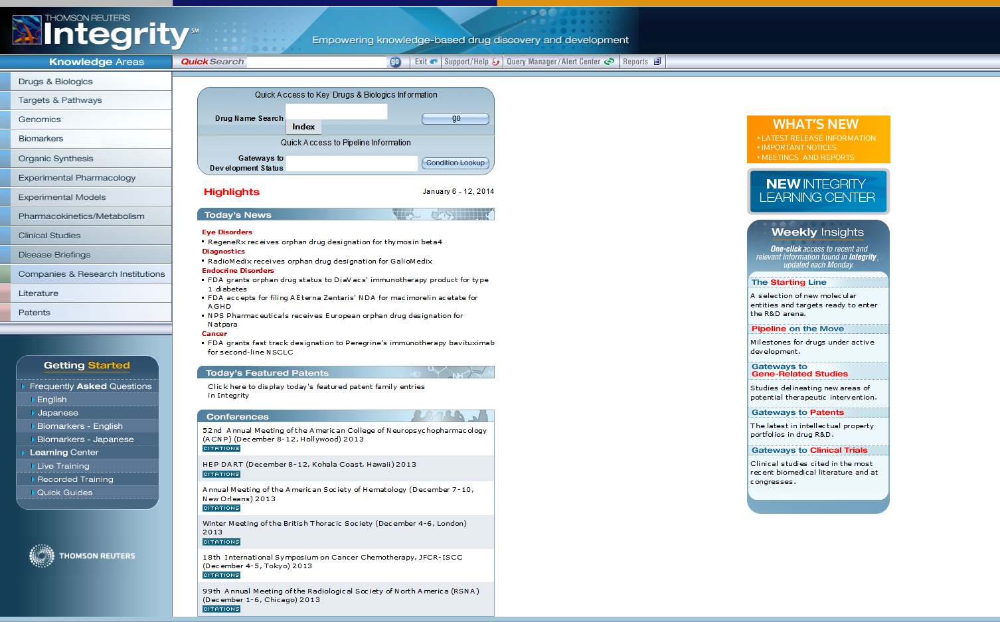 THOMSON REUTERS
Integrity SM
Empowering knowledge-based drug discovery and development
Knowledge Areas
QuickSearch
go
Exit
Support/Help
Query Manager/Alert Center
Reports
Drugs & Biologics
Targets & Pathways
Genomics
Biomarkers
Organic Synthesis
Experimental Pharmacology
Experimental Models
Pharmacokinetics/Metabolism
Clinical Studies
Disease Briefings
Companies & Research Institutions
Literature
Patents
Getting Started
Frequently Asked Questions
English
Japanese
Biomarkers - English
Biomarkers - Japanese
Learning Center
Live Training
Recorded Training
Quick Guides
THOMSON REUTERS
Quick Access to Key Drugs & Biologics Information
Drug Name Search
go
Index
Quick Access to Pipeline Information
Gateways to
Development Status
Condition Lookup
Highlights
January 6 - 12, 2014
Today's News
Eye Disorders
▪ RegeneRx receives orphan drug designation for thymosin beta4
Diagnostics
▪ RadioMedix receives orphan drug designation for GalioMedix
Endocrine Disorders
▪ FDA grants orphan drug status to DiaVacs' immunotherapy product for type
1 diabetes
▪ FDA accepts for filing AEterna Zentaris' NDA for macimorelin acetate for
AGHD
▪ NPS Pharmaceuticals receives European orphan drug designation for
Natpara
Cancer
▪ FDA grants fast track designation to Peregrine's immunotherapy bavituximab
for second-line NSCLC
Today's Featured Patents
Click here to display today's featured patent family entries
in Integrity
Conferences
52nd Annual Meeting of the American College of Neuropsychopharmacology
(ACNP) (December 8-12, Hollywood) 2013
CITATIONS
HEP DART (December 8-12, Kohala Coast, Hawaii) 2013
CITATIONS
Annual Meeting of the American Society of Hematology (December 7-10,
New Orleans) 2013
CITATIONS
Winter Meeting of the British Thoracic Society (December 4-6, London)
2013
CITATIONS
18th International Symposium on Cancer Chemotherapy, JFCR-ISCC
(December 4-5, Tokyo) 2013
CITATIONS
99th Annual Meeting of the Radiological Society of North America (RSNA)
(December 1-6, Chicago) 2013
CITATIONS
WHAT'S NEW
• LATEST RELEASE INFORMATION
• IMPORTANT NOTICES
• MEETINGS AND REPORTS
NEW INTEGRITY
LEARNING CENTER
Weekly Insights
One-click access to recent and
relevant information found in Integrity,
updated each Monday.
The Starting Line
A selection of new molecular
entities and targets ready to enter
the R&D arena.
Pipeline on the Move
Milestones for drugs under active
development.
Gateways to
Gene-Related Studies
Studies delineating new areas of
potential therapeutic intervention.
Gateways to Patents
The latest in intellectual property
portfolios in drug R&D.
Gateways to Clinical Trials
Clinical studies cited in the most
recent biomedical literature and at
congresses.